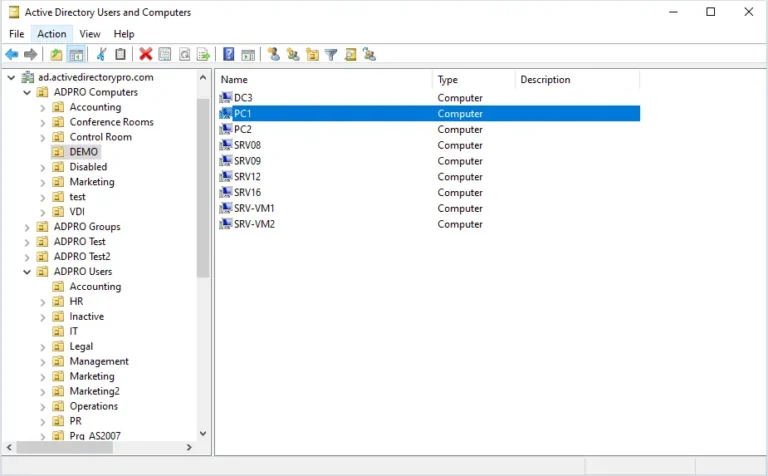 Active Directory Users and Computers
File Action View Help
ad.activedirectorypro.com
ADPRO Computers
Accounting
Conference Rooms
Control Room
DEMO
Disabled
Marketing
test
VDI
ADPRO Groups
ADPRO Test
ADPRO Test2
ADPRO Users
Accounting
HR
Inactive
IT
Legal
Management
Marketing
Marketing2
Operations
PR
Prg_AS2007
Name Type Description
DC3 Computer
PC1 Computer
PC2 Computer
SRV08 Computer
SRV09 Computer
SRV12 Computer
SRV16 Computer
SRV-VM1 Computer
SRV-VM2 Computer